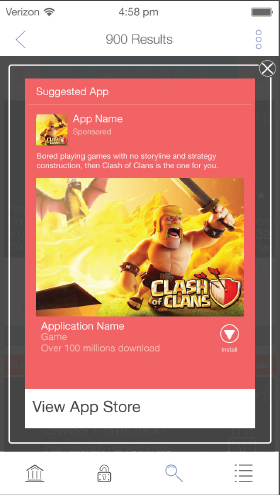 Verizon 4:58 pm
900 Results
Suggested App
App Name
Sponsored
Bored playing games with no storyline and strategy
construction, then Clash of Clans is the one for you.
CLASH
OF CLANS
Application Name
Game
Over 100 millions download
Install
View App Store